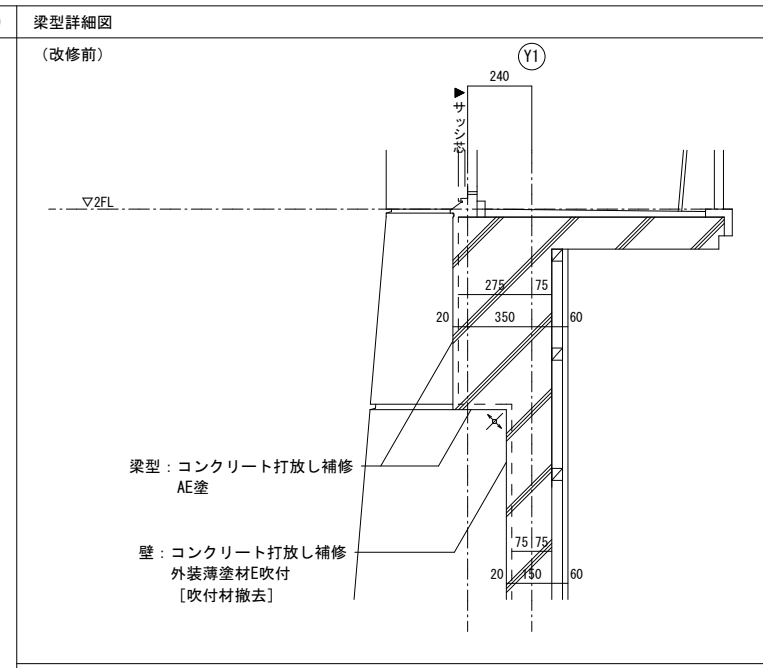 梁型詳細図
(改修前)
Y1
240
サッシ芯
▽2FL
275 75
20 350 60
梁型：コンクリート打放し補修
AE塗
壁：コンクリート打放し補修
外装薄塗材E吹付
[吹付材撤去]
75 75
20 150 60